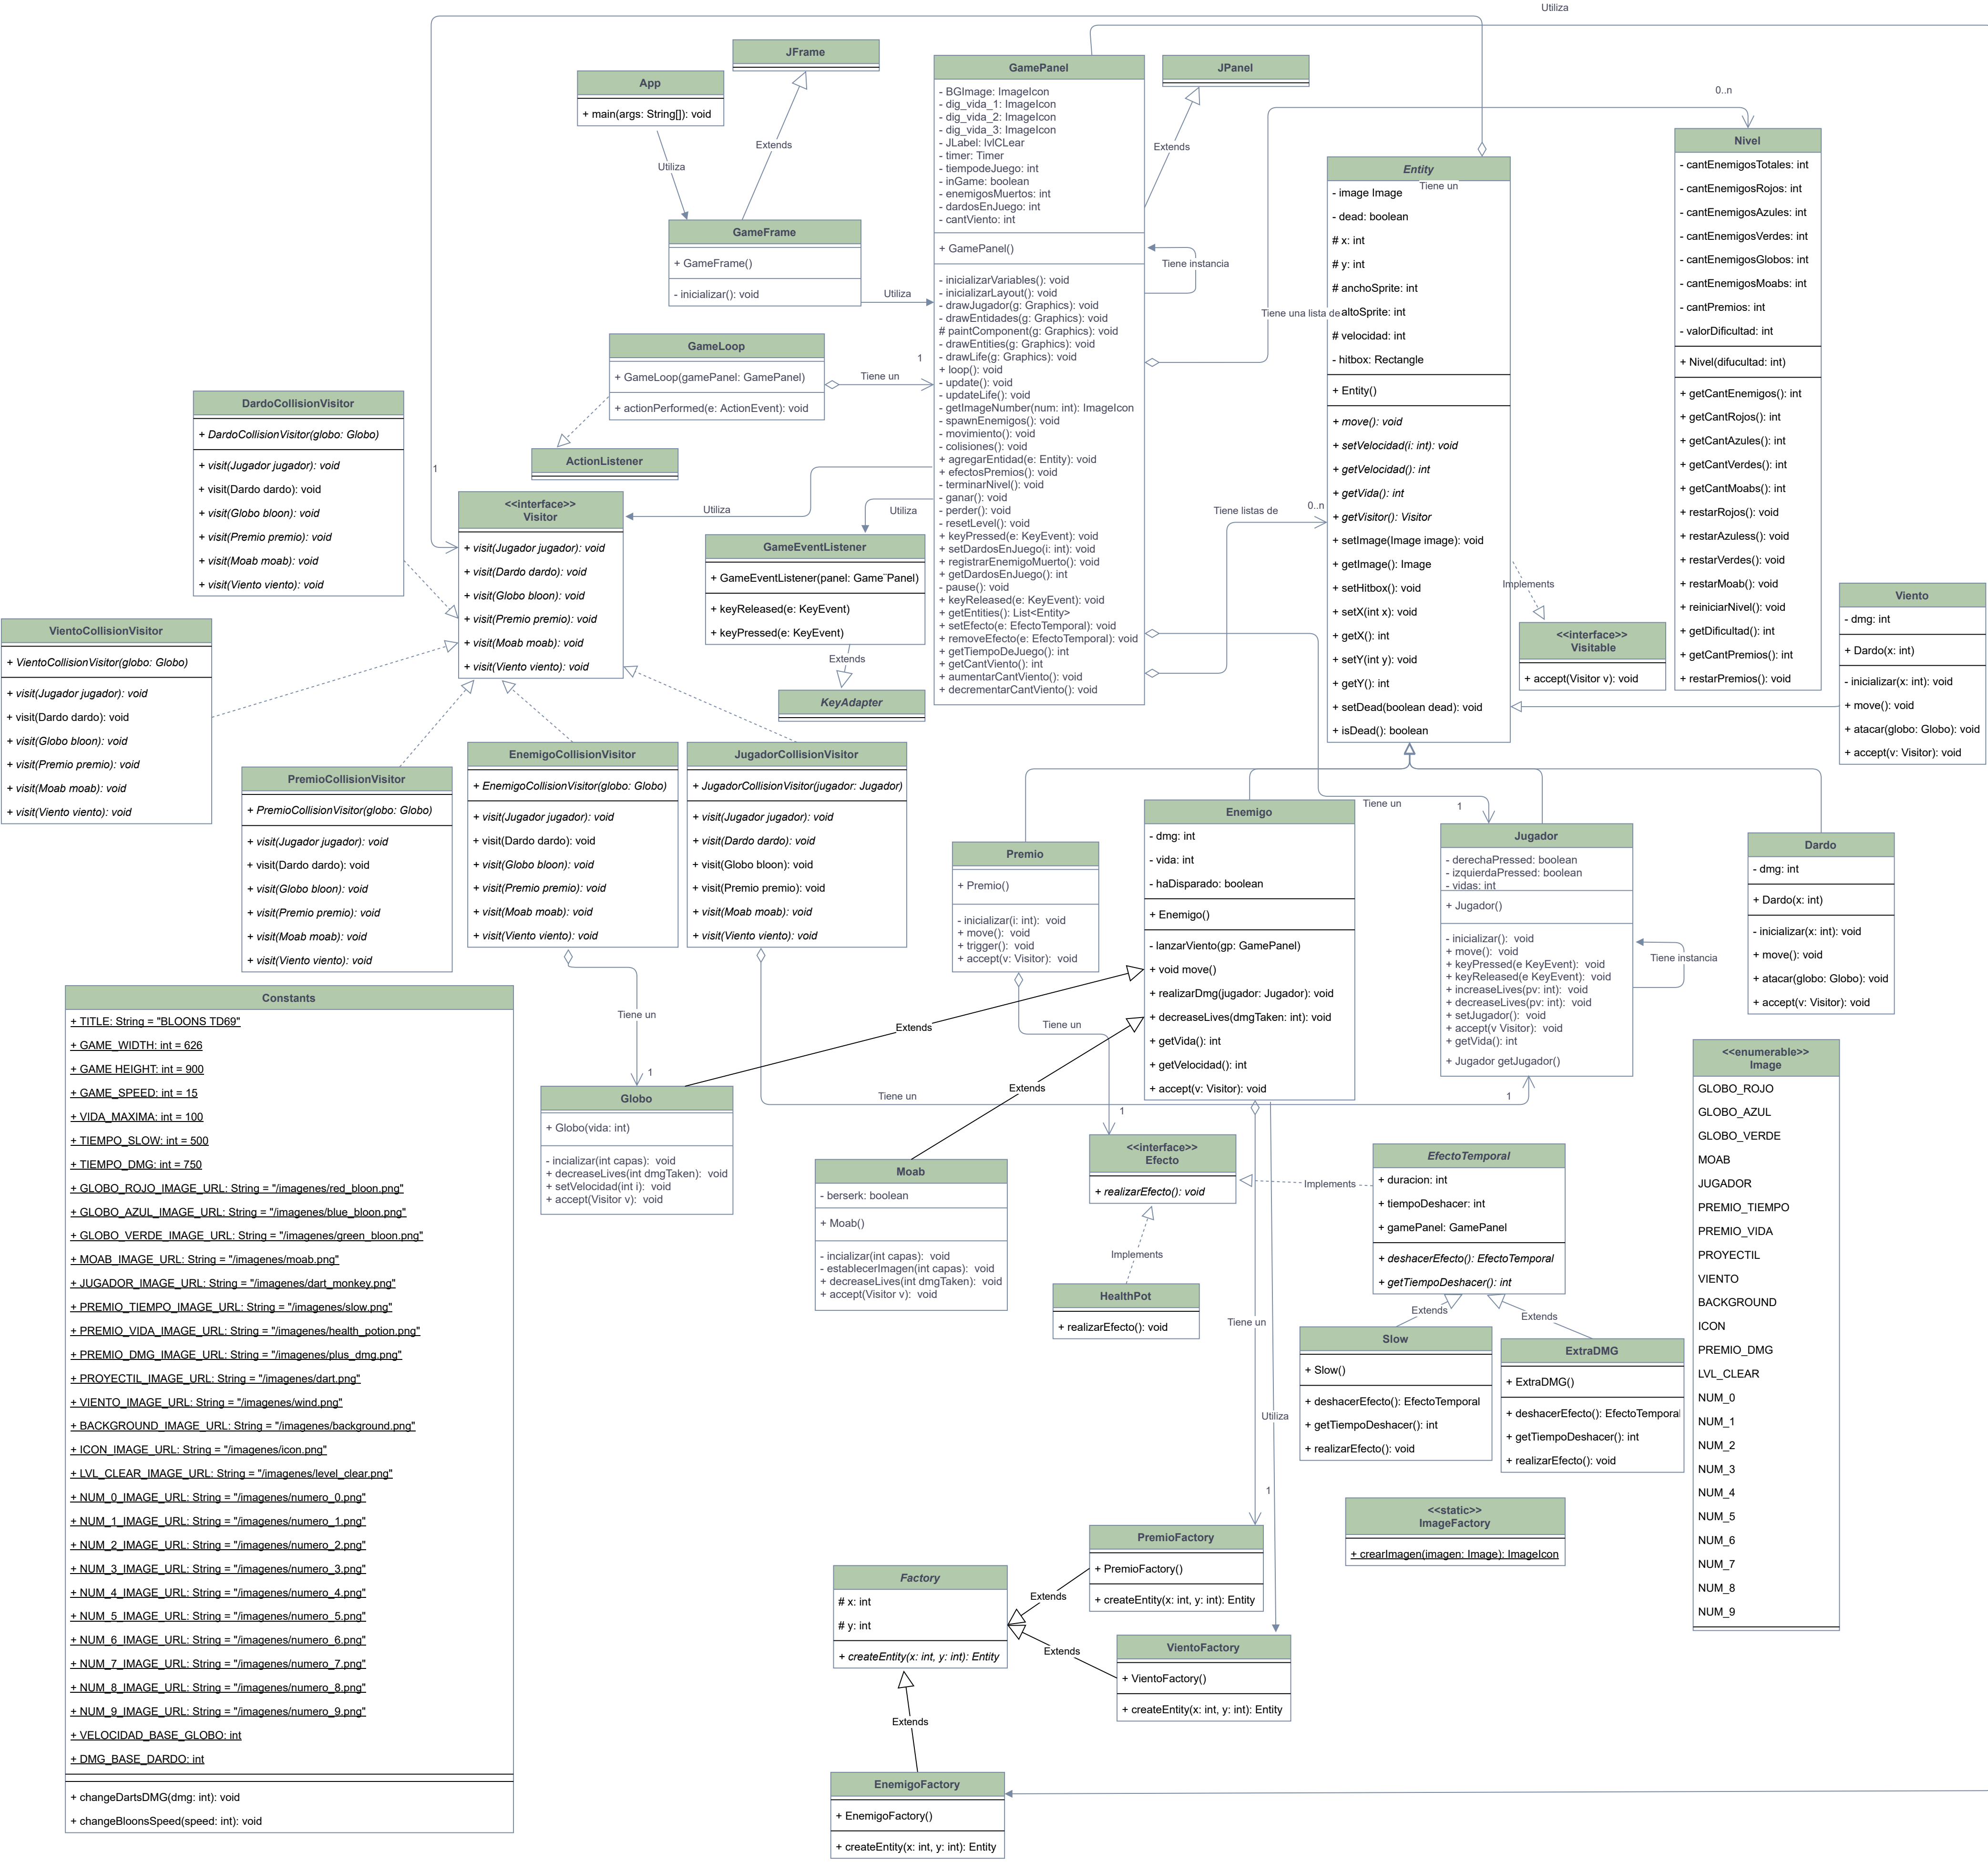 Utiliza
JFrame
App
+ main(args: String[]): void
Utiliza
Extends
GameFrame
+ GameFrame()
- inicializar(): void
Utiliza
GamePanel
- BGImage: ImageIcon
- dig_vida_1: ImageIcon
- dig_vida_2: ImageIcon
- dig_vida_3: ImageIcon
- JLabel: lvlCLear
- timer: Timer
- tiempodeJuego: int
- inGame: boolean
- enemigosMuertos: int
- dardosEnJuego: int
- cantViento: int
+ GamePanel()
- inicializarVariables(): void
- inicializarLayout(): void
- drawJugador(g: Graphics): void
- drawEntidades(g: Graphics): void
# paintComponent(g: Graphics): void
- drawEntities(g: Graphics): void
- drawLife(g: Graphics): void
+ loop(): void
- update(): void
- updateLife(): void
- getImageNumber(num: int): ImageIcon
- spawnEnemigos(): void
- movimiento(): void
- colisiones(): void
+ agregarEntidad(e: Entity): void
+ efectosPremios(): void
- terminarNivel(): void
- ganar(): void
- perder(): void
- resetLevel(): void
+ keyPressed(e: KeyEvent): void
+ setDardosEnJuego(i: int): void
+ registrarEnemigoMuerto(): void
+ getDardosEnJuego(): int
- pause(): void
+ keyReleased(e: KeyEvent): void
+ getEntities(): List<Entity>
+ setEfecto(e: EfectoTemporal): void
+ removeEfecto(e: EfectoTemporal): void
+ getTiempoDeJuego(): int
+ getCantViento(): int
+ aumentarCantViento(): void
+ decrementarCantViento(): void
JPanel
Extends
Tiene instancia
0..n
Nivel
- cantEnemigosTotales: int
- cantEnemigosRojos: int
- cantEnemigosAzules: int
- cantEnemigosVerdes: int
- cantEnemigosGlobos: int
- cantEnemigosMoabs: int
- cantPremios: int
- valorDificultad: int
+ Nivel(difucultad: int)
+ getCantEnemigos(): int
+ getCantRojos(): int
+ getCantAzules(): int
+ getCantVerdes(): int
+ getCantMoabs(): int
+ restarRojos(): void
+ restarAzuless(): void
+ restarVerdes(): void
+ restarMoab(): void
+ reiniciarNivel(): void
+ getDificultad(): int
+ getCantPremios(): int
+ restarPremios(): void
Entity
Tiene un
- image Image
- dead: boolean
# x: int
# y: int
# anchoSprite: int
Tiene una lista de
altoSprite: int
# velocidad: int
- hitbox: Rectangle
+ Entity()
+ move(): void
+ setVelocidad(i: int): void
+ getVelocidad(): int
+ getVida(): int
+ getVisitor(): Visitor
+ setImage(Image image): void
+ getImage(): Image
+ setHitbox(): void
+ setX(int x): void
+ getX(): int
+ setY(int y): void
+ getY(): int
+ setDead(boolean dead): void
+ isDead(): boolean
Tiene listas de
0..n
Implements
<<interface>>
Visitable
+ accept(Visitor v): void
Viento
- dmg: int
+ Dardo(x: int)
- inicializar(x: int): void
+ move(): void
+ atacar(globo: Globo): void
+ accept(v: Visitor): void
GameLoop
+ GameLoop(gamePanel: GamePanel)
+ actionPerformed(e: ActionEvent): void
Tiene un
1
ActionListener
DardoCollisionVisitor
+ DardoCollisionVisitor(globo: Globo)
+ visit(Jugador jugador): void
+ visit(Dardo dardo): void
+ visit(Globo bloon): void
+ visit(Premio premio): void
+ visit(Moab moab): void
+ visit(Viento viento): void
1
<<interface>>
Visitor
+ visit(Jugador jugador): void
+ visit(Dardo dardo): void
+ visit(Globo bloon): void
+ visit(Premio premio): void
+ visit(Moab moab): void
+ visit(Viento viento): void
Utiliza
Utiliza
GameEventListener
+ GameEventListener(panel: Game¨Panel)
+ keyReleased(e: KeyEvent)
+ keyPressed(e: KeyEvent)
Extends
KeyAdapter
VientoCollisionVisitor
+ VientoCollisionVisitor(globo: Globo)
+ visit(Jugador jugador): void
+ visit(Dardo dardo): void
+ visit(Globo bloon): void
+ visit(Premio premio): void
+ visit(Moab moab): void
+ visit(Viento viento): void
PremioCollisionVisitor
+ PremioCollisionVisitor(globo: Globo)
+ visit(Jugador jugador): void
+ visit(Dardo dardo): void
+ visit(Globo bloon): void
+ visit(Premio premio): void
+ visit(Moab moab): void
+ visit(Viento viento): void
EnemigoCollisionVisitor
+ EnemigoCollisionVisitor(globo: Globo)
+ visit(Jugador jugador): void
+ visit(Dardo dardo): void
+ visit(Globo bloon): void
+ visit(Premio premio): void
+ visit(Moab moab): void
+ visit(Viento viento): void
JugadorCollisionVisitor
+ JugadorCollisionVisitor(jugador: Jugador)
+ visit(Jugador jugador): void
+ visit(Dardo dardo): void
+ visit(Globo bloon): void
+ visit(Premio premio): void
+ visit(Moab moab): void
+ visit(Viento viento): void
Premio
+ Premio()
- inicializar(i: int): void
+ move(): void
+ trigger(): void
+ accept(v: Visitor): void
Enemigo
- dmg: int
- vida: int
- haDisparado: boolean
+ Enemigo()
- lanzarViento(gp: GamePanel)
+ void move()
+ realizarDmg(jugador: Jugador): void
+ decreaseLives(dmgTaken: int): void
+ getVida(): int
+ getVelocidad(): int
+ accept(v: Visitor): void
Tiene un
1
Jugador
- derechaPressed: boolean
- izquierdaPressed: boolean
- vidas: int
+ Jugador()
- inicializar(): void
+ move(): void
+ keyPressed(e KeyEvent): void
+ keyReleased(e KeyEvent): void
+ increaseLives(pv: int): void
+ decreaseLives(pv: int): void
+ setJugador(): void
+ accept(v Visitor): void
+ getVida(): int
+ Jugador getJugador()
Tiene instancia
Dardo
- dmg: int
+ Dardo(x: int)
- inicializar(x: int): void
+ move(): void
+ atacar(globo: Globo): void
+ accept(v: Visitor): void
Constants
+ TITLE: String = "BLOONS TD69"
+ GAME_WIDTH: int = 626
+ GAME HEIGHT: int = 900
+ GAME_SPEED: int = 15
+ VIDA_MAXIMA: int = 100
+ TIEMPO_SLOW: int = 500
+ TIEMPO_DMG: int = 750
+ GLOBO_ROJO_IMAGE_URL: String = "/imagenes/red_bloon.png"
+ GLOBO_AZUL_IMAGE_URL: String = "/imagenes/blue_bloon.png"
+ GLOBO_VERDE_IMAGE_URL: String = "/imagenes/green_bloon.png"
+ MOAB_IMAGE_URL: String = "/imagenes/moab.png"
+ JUGADOR_IMAGE_URL: String = "/imagenes/dart_monkey.png"
+ PREMIO_TIEMPO_IMAGE_URL: String = "/imagenes/slow.png"
+ PREMIO_VIDA_IMAGE_URL: String = "/imagenes/health_potion.png"
+ PREMIO_DMG_IMAGE_URL: String = "/imagenes/plus_dmg.png"
+ PROYECTIL_IMAGE_URL: String = "/imagenes/dart.png"
+ VIENTO_IMAGE_URL: String = "/imagenes/wind.png"
+ BACKGROUND_IMAGE_URL: String = "/imagenes/background.png"
+ ICON_IMAGE_URL: String = "/imagenes/icon.png"
+ LVL_CLEAR_IMAGE_URL: String = "/imagenes/level_clear.png"
+ NUM_0_IMAGE_URL: String = "/imagenes/numero_0.png"
+ NUM_1_IMAGE_URL: String = "/imagenes/numero_1.png"
+ NUM_2_IMAGE_URL: String = "/imagenes/numero_2.png"
+ NUM_3_IMAGE_URL: String = "/imagenes/numero_3.png"
+ NUM_4_IMAGE_URL: String = "/imagenes/numero_4.png"
+ NUM_5_IMAGE_URL: String = "/imagenes/numero_5.png"
+ NUM_6_IMAGE_URL: String = "/imagenes/numero_6.png"
+ NUM_7_IMAGE_URL: String = "/imagenes/numero_7.png"
+ NUM_8_IMAGE_URL: String = "/imagenes/numero_8.png"
+ NUM_9_IMAGE_URL: String = "/imagenes/numero_9.png"
+ VELOCIDAD_BASE_GLOBO: int
+ DMG_BASE_DARDO: int
+ changeDartsDMG(dmg: int): void
+ changeBloonsSpeed(speed: int): void
Tiene un
1
Globo
+ Globo(vida: int)
- incializar(int capas): void
+ decreaseLives(int dmgTaken): void
+ setVelocidad(int i): void
+ accept(Visitor v): void
Extends
Extends
Tiene un
1
Tiene un
1
Moab
- berserk: boolean
+ Moab()
- incializar(int capas): void
- establecerImagen(int capas): void
+ decreaseLives(int dmgTaken): void
+ accept(Visitor v): void
<<interface>>
Efecto
+ realizarEfecto(): void
Implements
Implements
HealthPot
+ realizarEfecto(): void
EfectoTemporal
+ duracion: int
+ tiempoDeshacer: int
+ gamePanel: GamePanel
+ deshacerEfecto(): EfectoTemporal
+ getTiempoDeshacer(): int
Extends
Extends
Slow
+ Slow()
+ deshacerEfecto(): EfectoTemporal
+ getTiempoDeshacer(): int
+ realizarEfecto(): void
ExtraDMG
+ ExtraDMG()
+ deshacerEfecto(): EfectoTemporal
+ getTiempoDeshacer(): int
+ realizarEfecto(): void
<<enumerable>>
Image
GLOBO_ROJO
GLOBO_AZUL
GLOBO_VERDE
MOAB
JUGADOR
PREMIO_TIEMPO
PREMIO_VIDA
PROYECTIL
VIENTO
BACKGROUND
ICON
PREMIO_DMG
LVL_CLEAR
NUM_0
NUM_1
NUM_2
NUM_3
NUM_4
NUM_5
NUM_6
NUM_7
NUM_8
NUM_9
Tiene un
Utiliza
1
<<static>>
ImageFactory
+ crearImagen(imagen: Image): ImageIcon
PremioFactory
+ PremioFactory()
+ createEntity(x: int, y: int): Entity
Factory
# x: int
# y: int
+ createEntity(x: int, y: int): Entity
Extends
Extends
VientoFactory
+ VientoFactory()
+ createEntity(x: int, y: int): Entity
Extends
EnemigoFactory
+ EnemigoFactory()
+ createEntity(x: int, y: int): Entity